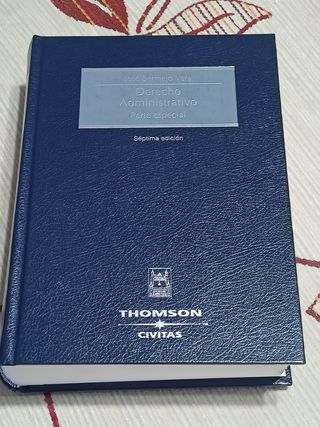 José Bermejo Vera
Derecho
Administrativo
Parte especial
Séptima edición
THOMSON
CIVITAS